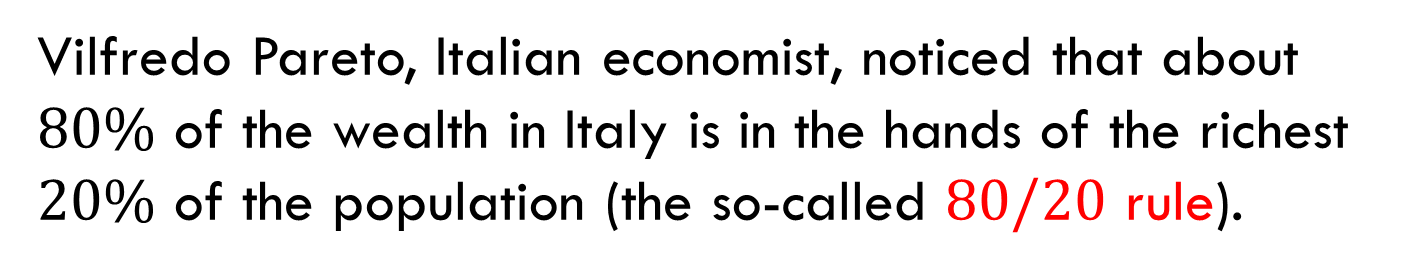 Vilfredo Pareto, Italian economist, noticed that about
80% of the wealth in Italy is in the hands of the richest
20% of the population (the so-called 80/20 rule).